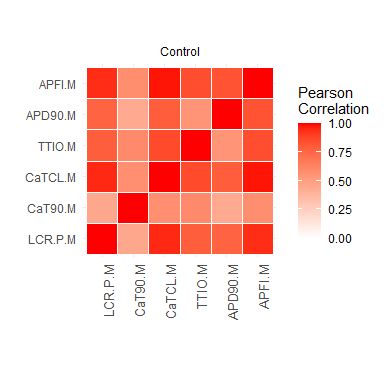 Control
APFI.M
APD90.M
TTIO.M
CaTCL.M
CaT90.M
LCR.P.M
LCR.P.M
CaT90.M
CaTCL.M
TTIO.M
APD90.M
APFI.M
Pearson
Correlation
1.00
0.75
0.50
0.25
0.00